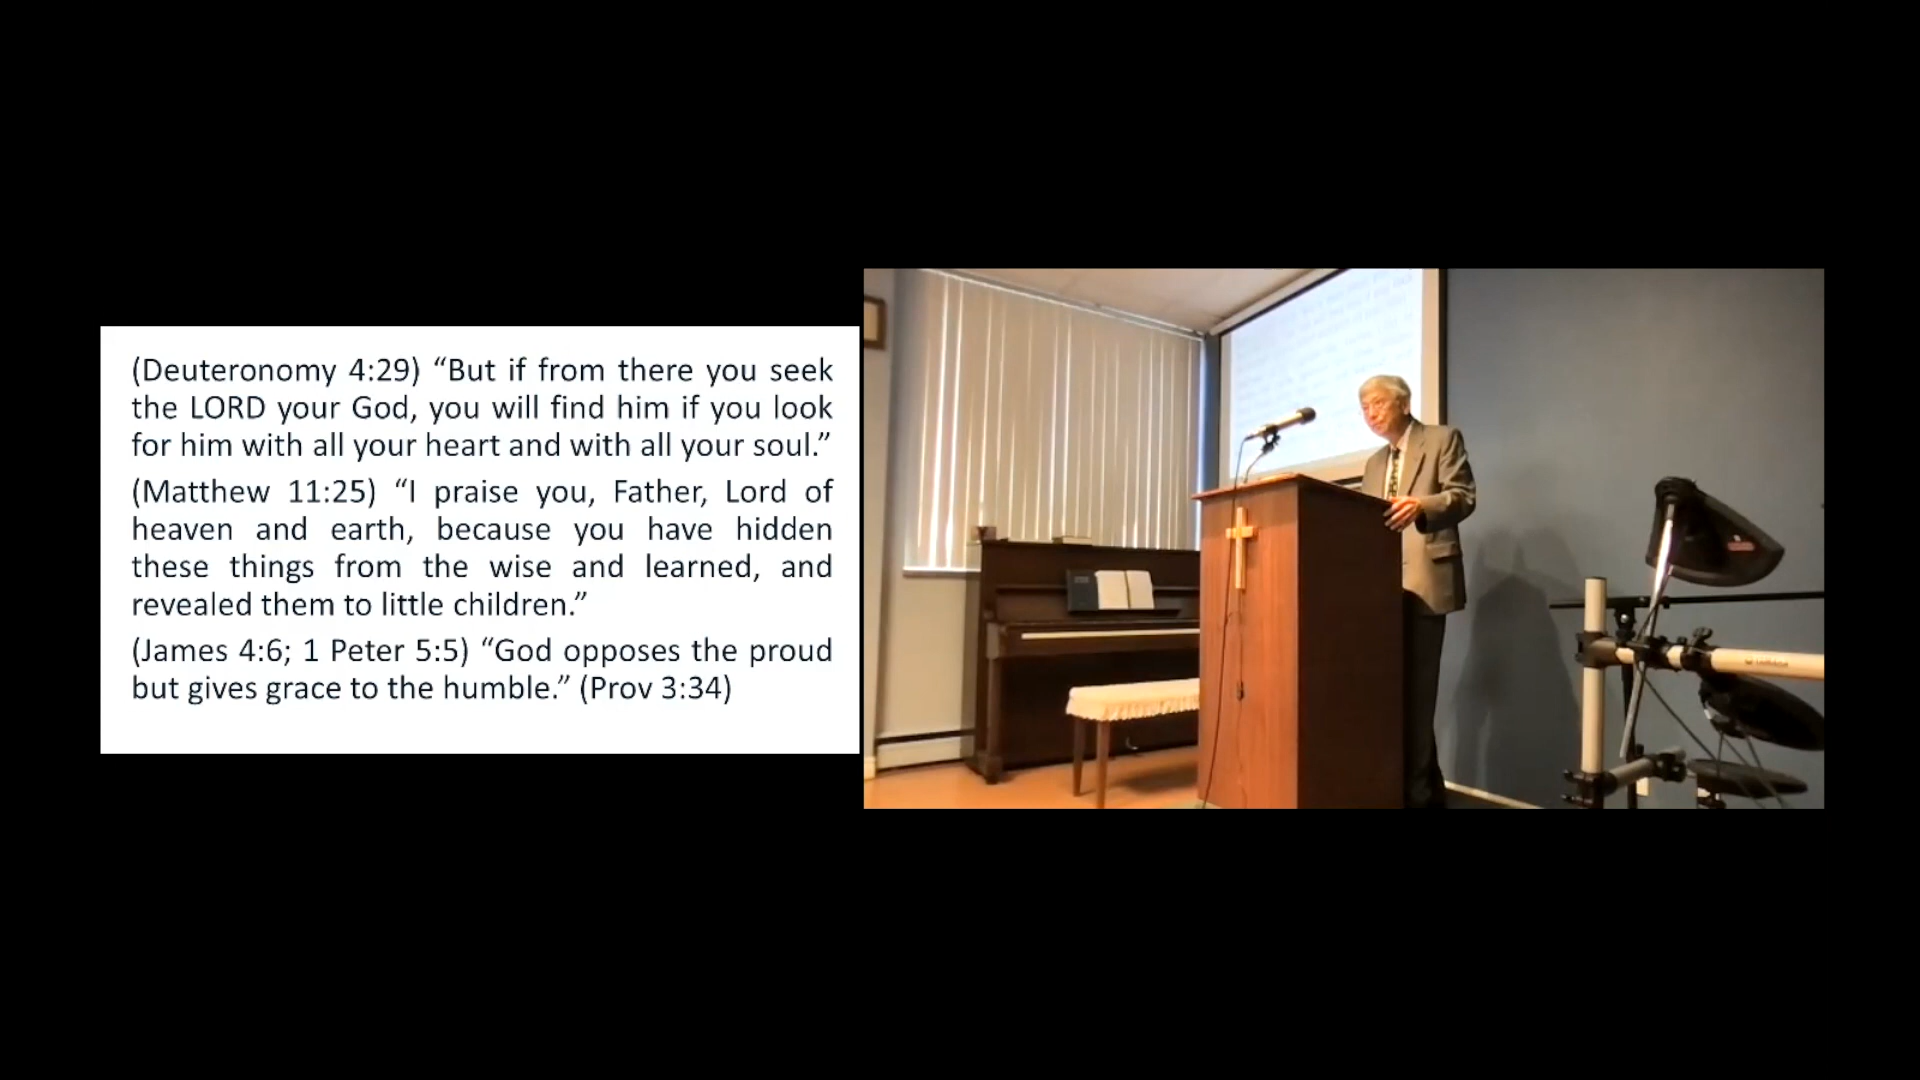 (Deuteronomy 4:29) “But if from there you seek
the LORD your God, you will find him if you look
for him with all your heart and with all your soul.”
(Matthew 11:25) “I praise you, Father, Lord of
heaven and earth, because you have hidden
these things from the wise and learned, and
revealed them to little children.”
(James 4:6; 1 Peter 5:5) “God opposes the proud
but gives grace to the humble.” (Prov 3:34)